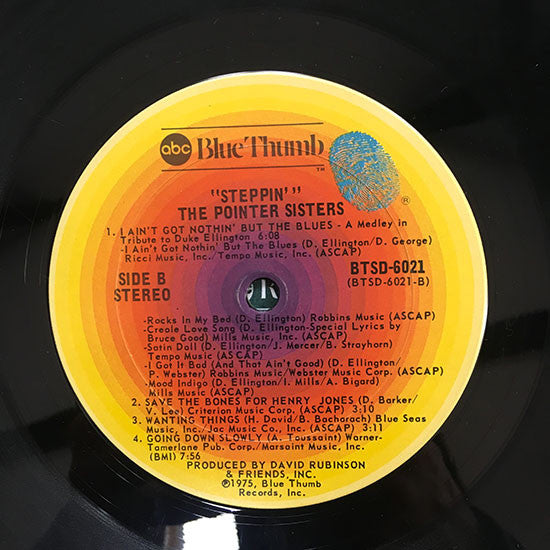 abc Blue Thumb
TM
"STEPPIN'"
THE POINTER SISTERS
®
1. I AIN'T GOT NOTHIN' BUT THE BLUES - A Medley in
Tribute to Duke Ellington 6:08
-I Ain't Got Nothin' But The Blues (D. Ellington/D. George)
Ricci Music, Inc./Tempo Music, Inc. (ASCAP)
SIDE B
STEREO
BTSD-6021
(BTSD-6021-B)
-Rocks In My Bed (D. Ellington) Robbins Music (ASCAP)
-Creole Love Song (D. Ellington-Special Lyrics by
Bruce Good) Mills Music, Inc. (ASCAP)
-Satin Doll (D. Ellington/J. Mercer/B. Strayhorn)
Tempo Music (ASCAP)
-I Got It Bad (And That Ain't Good) (D. Ellington/
P. Webster) Robbins Music/Webster Music Corp. (ASCAP)
-Mood Indigo (D. Ellington/I. Mills/A. Bigard)
Mills Music (ASCAP)
2. SAVE THE BONES FOR HENRY JONES (D. Barker/
V. Lee) Criterion Music Corp. (ASCAP) 3:10
3. WANTING THINGS (H. David/B. Bachorach) Blue Seas
Music, Inc./Jac Music Co., Inc. (ASCAP) 3:11
4. GOING DOWN SLOWLY (A. Toussaint) Warner-
Tamerlane Pub. Corp./Marsaint Music, Inc.
(BMI) 7:56
PRODUCED BY DAVID RUBINSON
& FRIENDS, INC.
℗1975, Blue Thumb
Records, Inc.